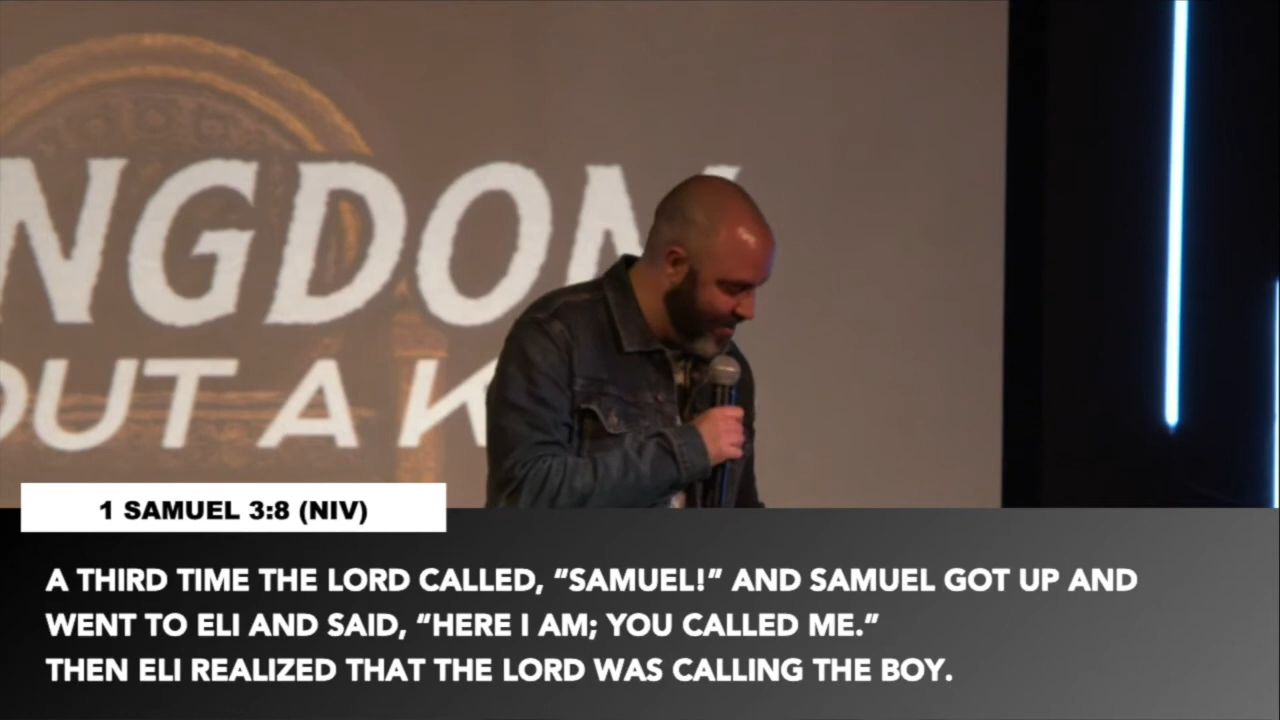 NGDOM
OUT A K
1 SAMUEL 3:8 (NIV)
A THIRD TIME THE LORD CALLED, “SAMUEL!” AND SAMUEL GOT UP AND
WENT TO ELI AND SAID, “HERE I AM; YOU CALLED ME.”
THEN ELI REALIZED THAT THE LORD WAS CALLING THE BOY.